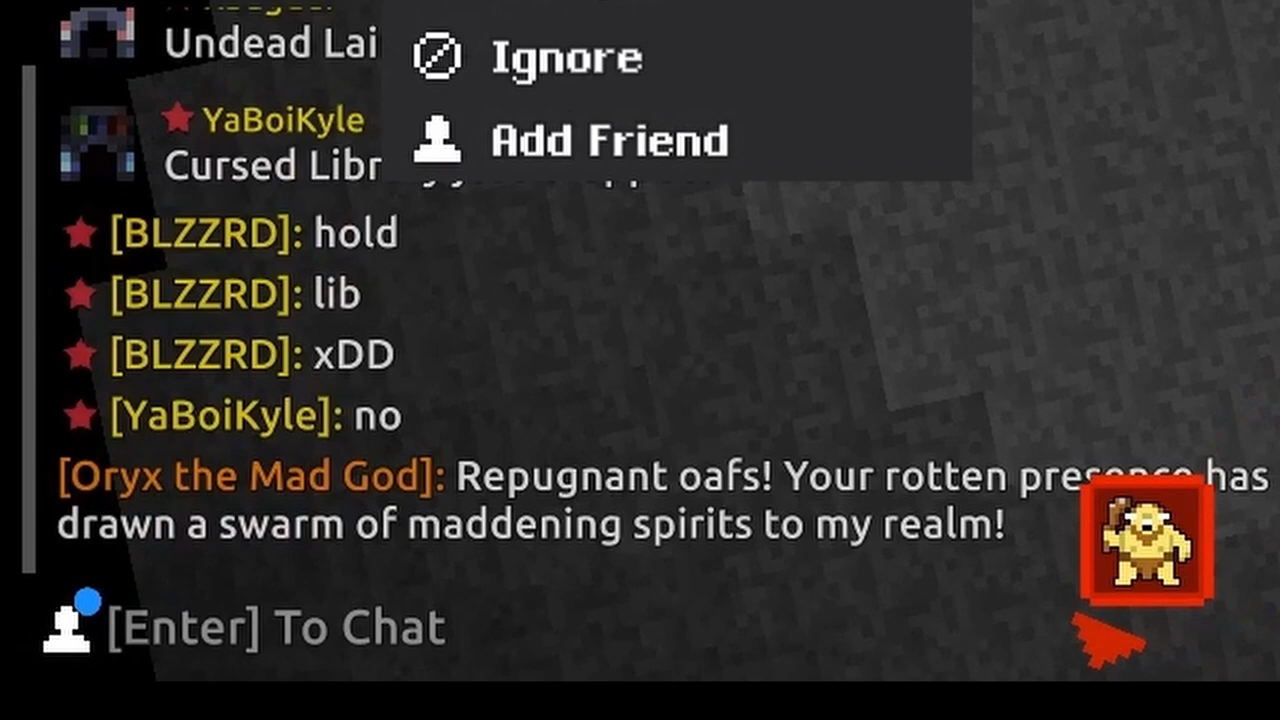 Undead Lai
Ignore
YaBoiKyle
Add Friend
Cursed Libr
[BLZZRD]: hold
[BLZZRD]: lib
[BLZZRD]: xDD
[YaBoiKyle]: no
[Oryx the Mad God]: Repugnant oafs! Your rotten presence has
drawn a swarm of maddening spirits to my realm!
[Enter] To Chat